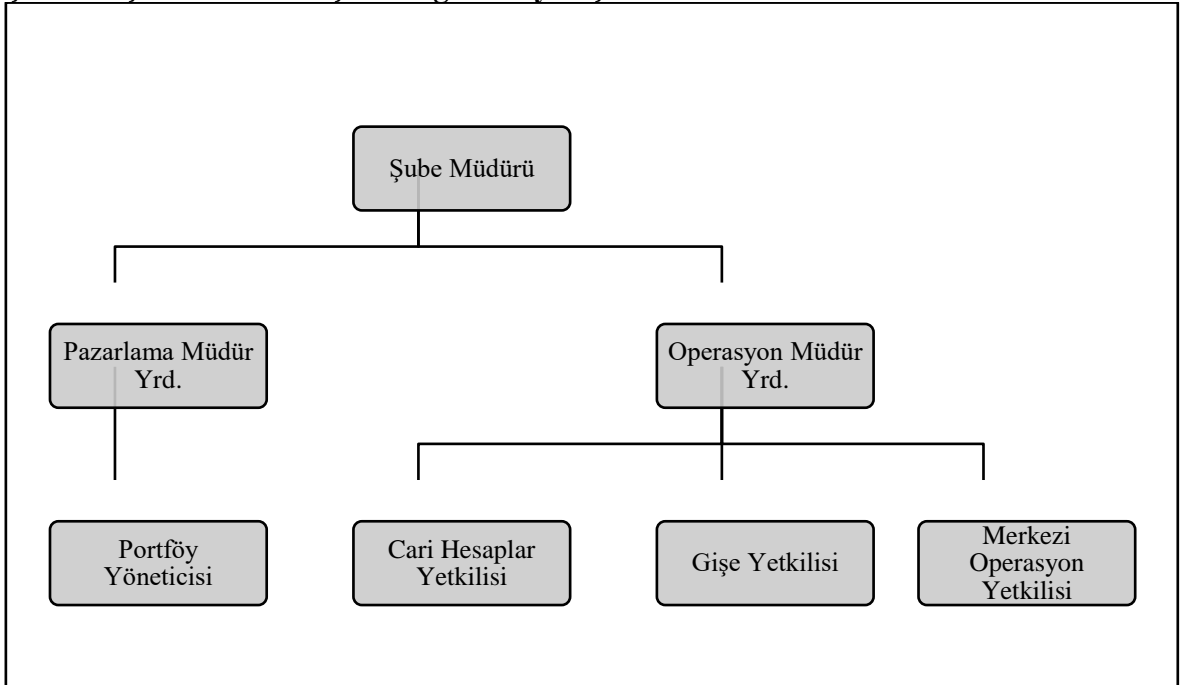 Şube Müdürü
Pazarlama Müdür
Yrd.
Operasyon Müdür
Yrd.
Portföy
Yöneticisi
Cari Hesaplar
Yetkilisi
Gişe Yetkilisi
Merkezi
Operasyon
Yetkilisi